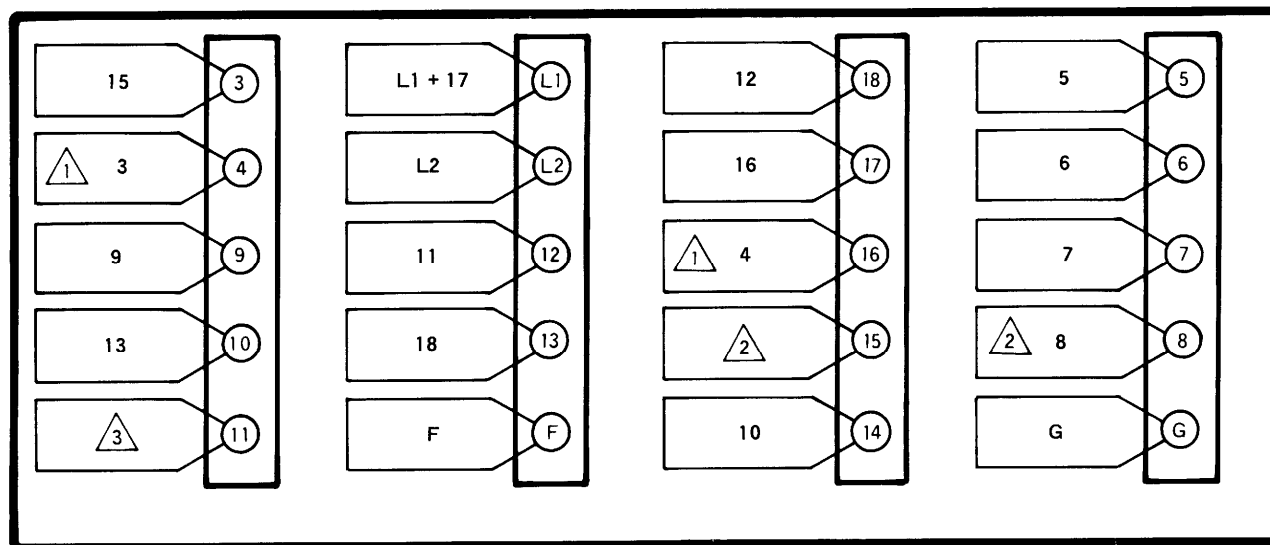 15 3 L1 + 17 L1 12 18 5 5
1 3 4 L2 L2 16 17 6 6
9 9 11 12 1 4 16 7 7
13 10 18 13 2 15 2 8 8
3 11 F F 10 14 G G